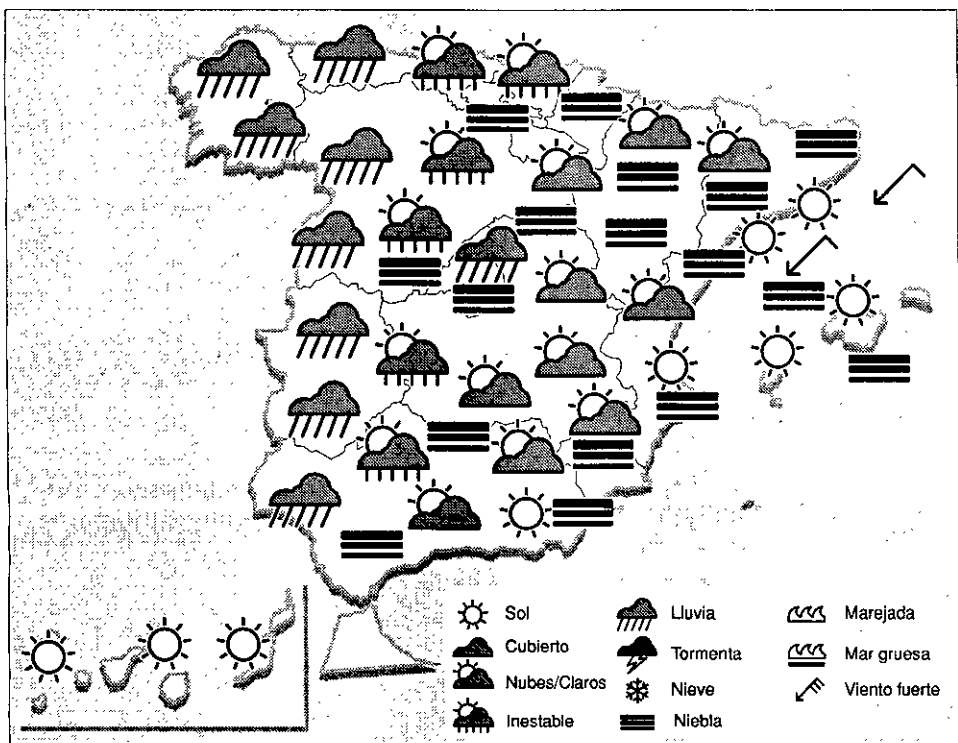 Sol
Cubierto
Nubes/Claros
Inestable
Lluvia
Tormenta
Nieve
Niebla
Marejada
Mar gruesa
Viento fuerte